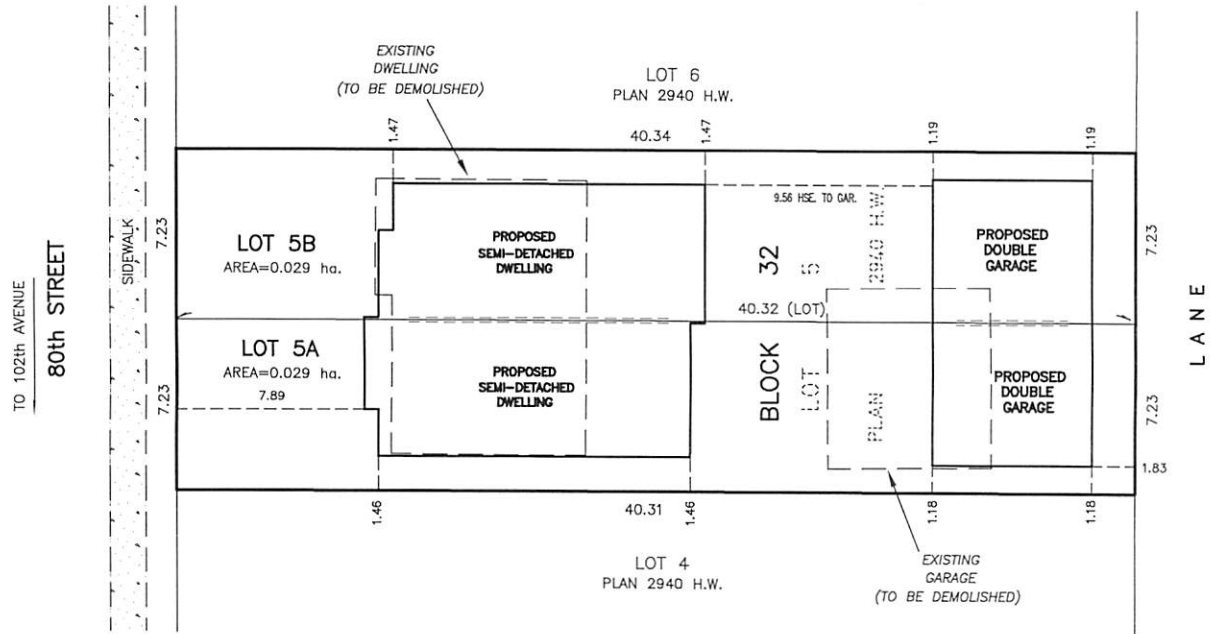 TO 102th AVENUE
80th STREET
SIDEWALK
EXISTING
DWELLING
(TO BE DEMOLISHED)
LOT 6
PLAN 2940 H.W.
1.47
40.34
1.47
1.19
1.19
7.23
LOT 5B
AREA=0.029 ha.
PROPOSED
SEMI-DETACHED
DWELLING
9.56 HSE. TO GAR.
BLOCK 32
LOT 5
PLAN 2940 H.W.
PROPOSED
DOUBLE
GARAGE
7.23
40.32 (LOT)
LANE
7.23
LOT 5A
AREA=0.029 ha.
7.89
PROPOSED
SEMI-DETACHED
DWELLING
PROPOSED
DOUBLE
GARAGE
7.23
1.83
1.46
40.31
1.46
1.18
1.18
LOT 4
PLAN 2940 H.W.
EXISTING
GARAGE
(TO BE DEMOLISHED)